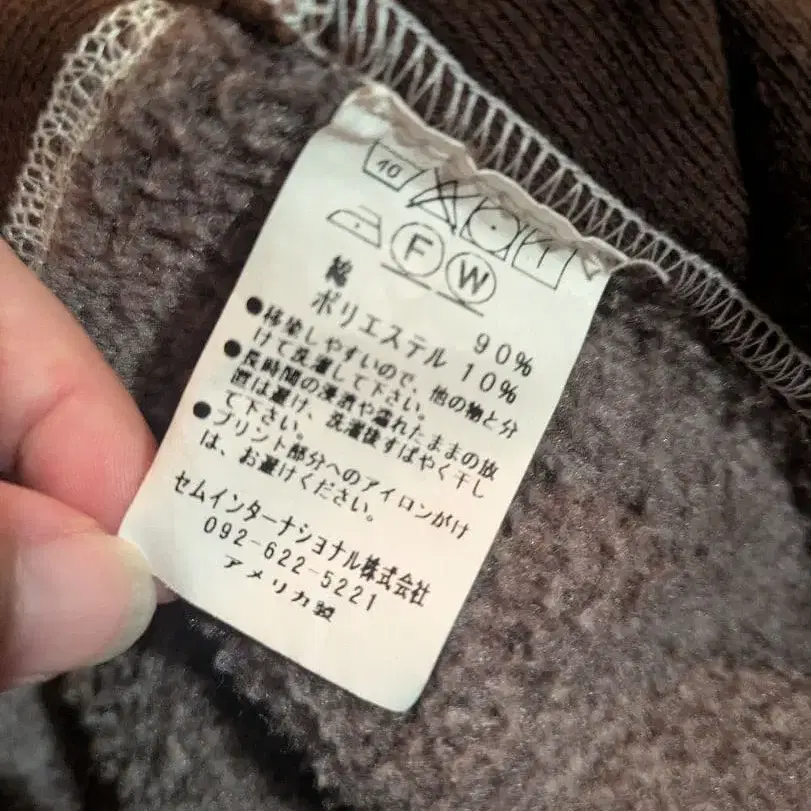 40
F W
綿 90%
ポリエステル 10%
●移染しやすいので、他の物と分
けて洗濯して下さい。
●長時間の浸漬や濡れたままの放
置は避け、洗濯後すばやく干し
て下さい。
●プリント部分へのアイロンがけ
は、お避けください。
セムインターナショナル株式会社
092-622-5221
アメリカ製